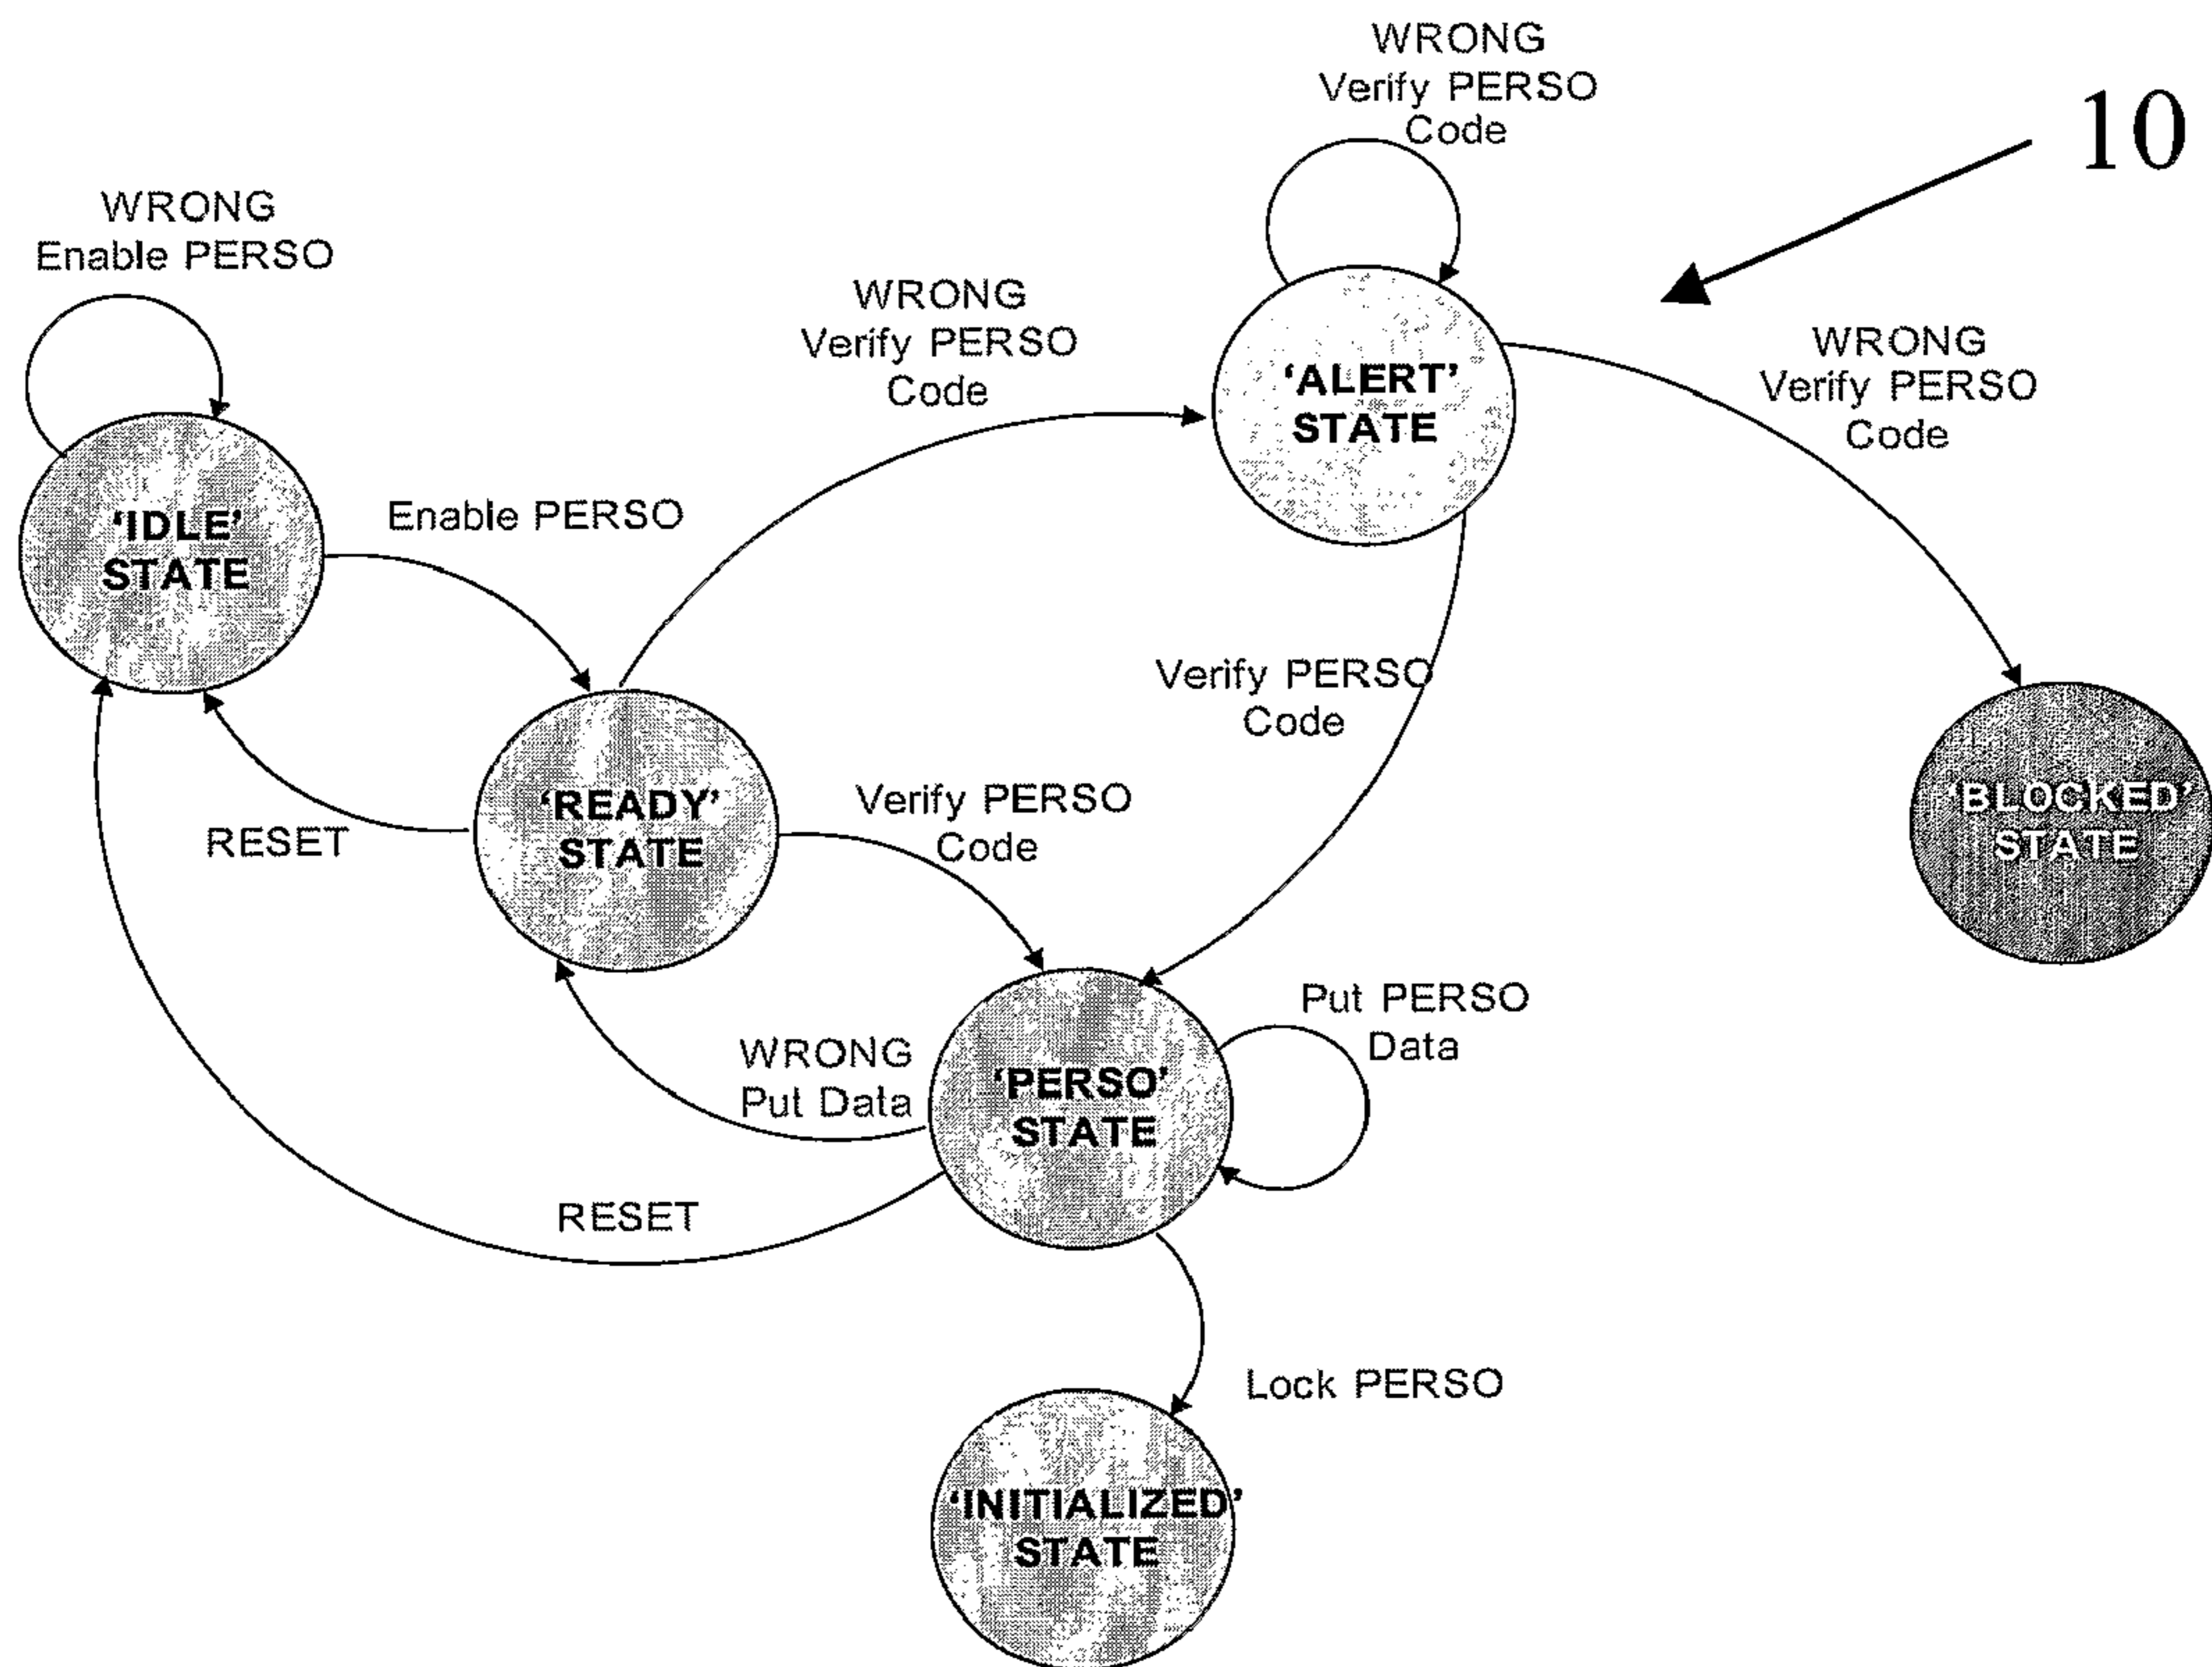 WRONG
Verify PERSO
Code
10
WRONG
Enable PERSO
WRONG
Verify PERSO
Code
WRONG
Verify PERSO
Code
'ALERT'
STATE
Enable PERSO
'IDLE'
STATE
Verify PERSO
Code
'READY'
STATE
Verify PERSO
Code
RESET
'BLOCKED'
STATE
Put PERSO
Data
WRONG
Put Data
'PERSO'
STATE
RESET
Lock PERSO
'INITIALIZED'
STATE